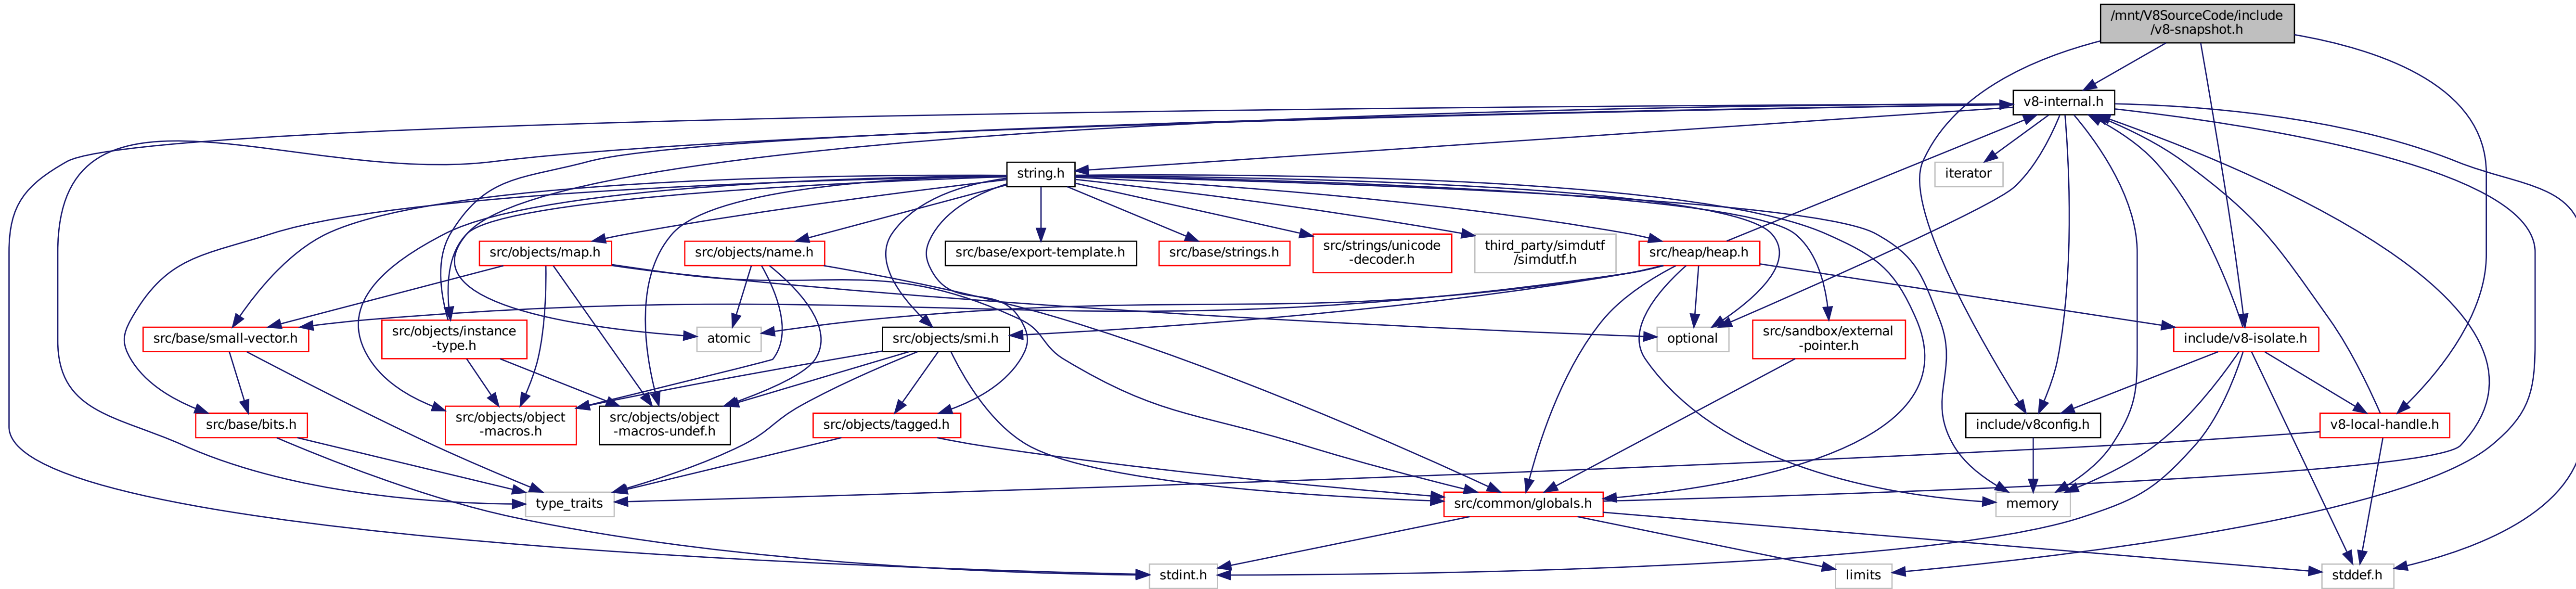 /mnt/V8SourceCode/include
/v8-snapshot.h
v8-internal.h
string.h
iterator
src/objects/map.h
src/objects/name.h
src/base/export-template.h
src/base/strings.h
src/strings/unicode
-decoder.h
third_party/simdutf
/simdutf.h
src/heap/heap.h
src/base/small-vector.h
src/objects/instance
-type.h
atomic
src/objects/smi.h
optional
src/sandbox/external
-pointer.h
include/v8-isolate.h
src/base/bits.h
src/objects/object
-macros.h
src/objects/object
-macros-undef.h
src/objects/tagged.h
include/v8config.h
v8-local-handle.h
type_traits
src/common/globals.h
memory
stdint.h
limits
stddef.h